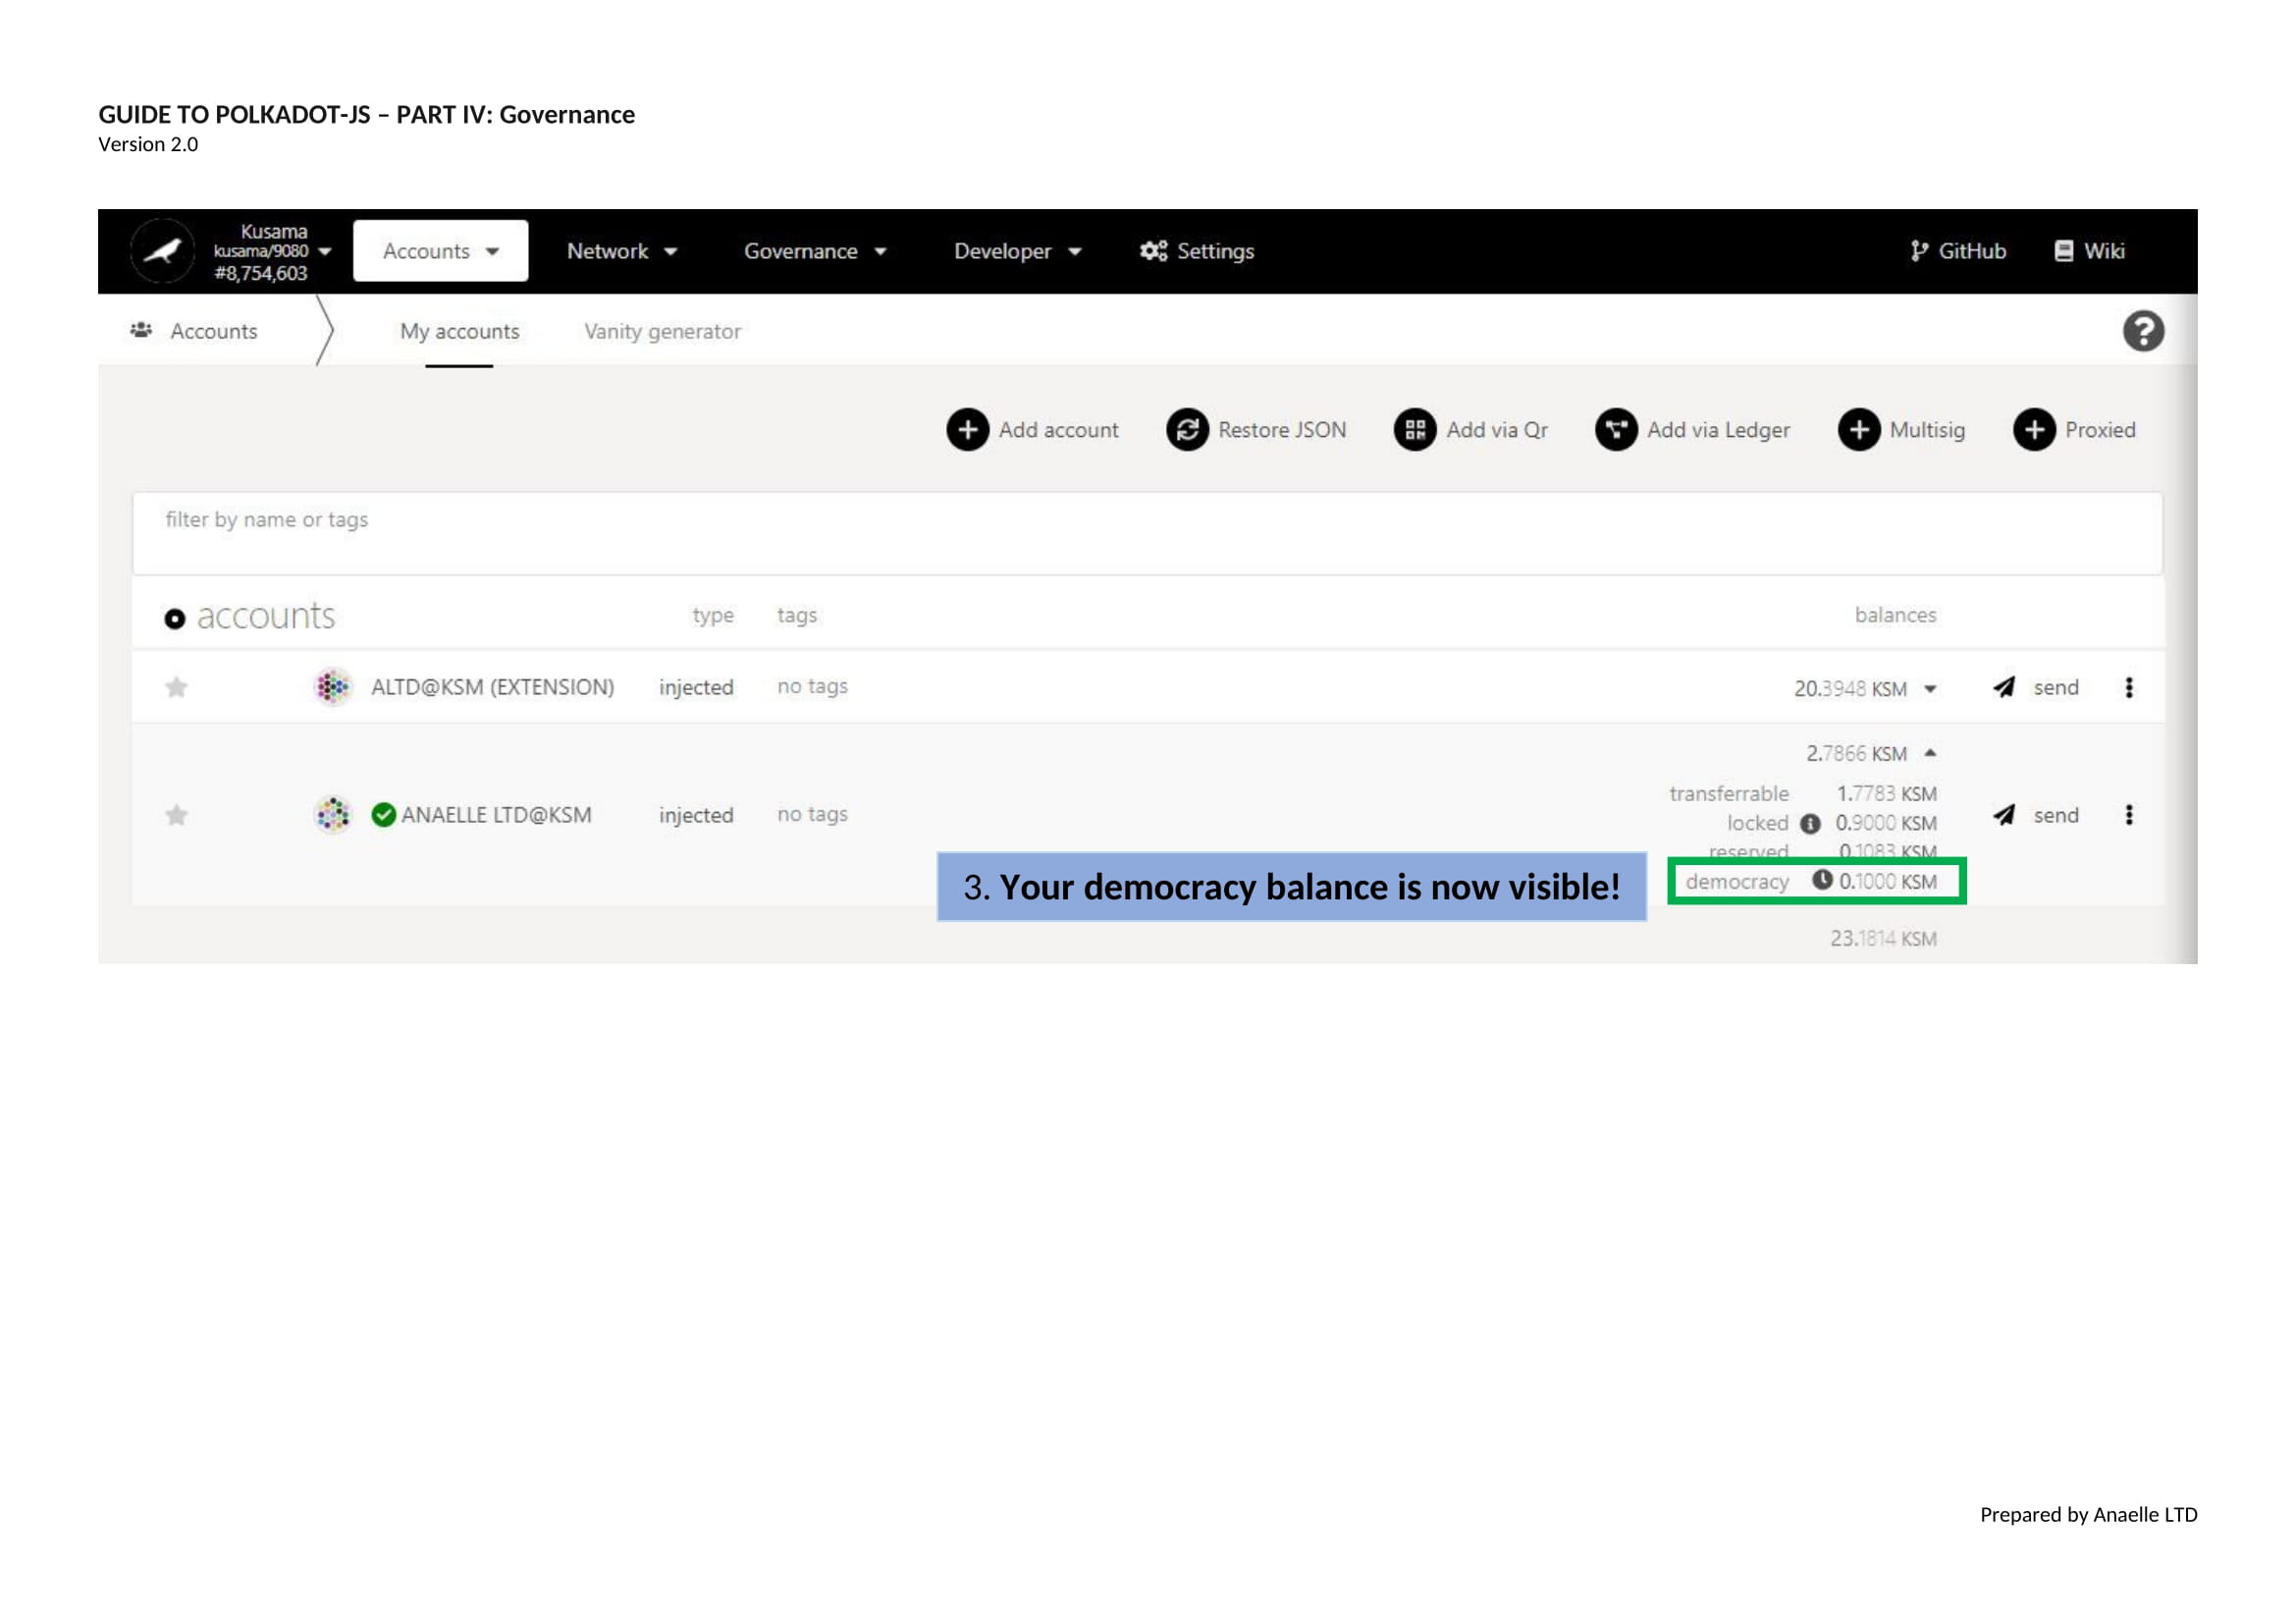 GUIDE TO POLKADOT-JS – PART IV: Governance
Version 2.0
Kusama
kusama/9080
#8,754,603
Accounts Network Governance Developer Settings GitHub Wiki
Accounts My accounts Vanity generator
Add account Restore JSON Add via Qr Add via Ledger Multisig Proxied
filter by name or tags
accounts type tags balances
ALTD@KSM (EXTENSION) injected no tags 20.3948 KSM send
2.7866 KSM
transferrable 1.7783 KSM
ANAELLE LTD@KSM injected no tags locked 0.9000 KSM send
reserved 0.1083 KSM
3. Your democracy balance is now visible! democracy 0.1000 KSM
23.1814 KSM
Prepared by Anaelle LTD